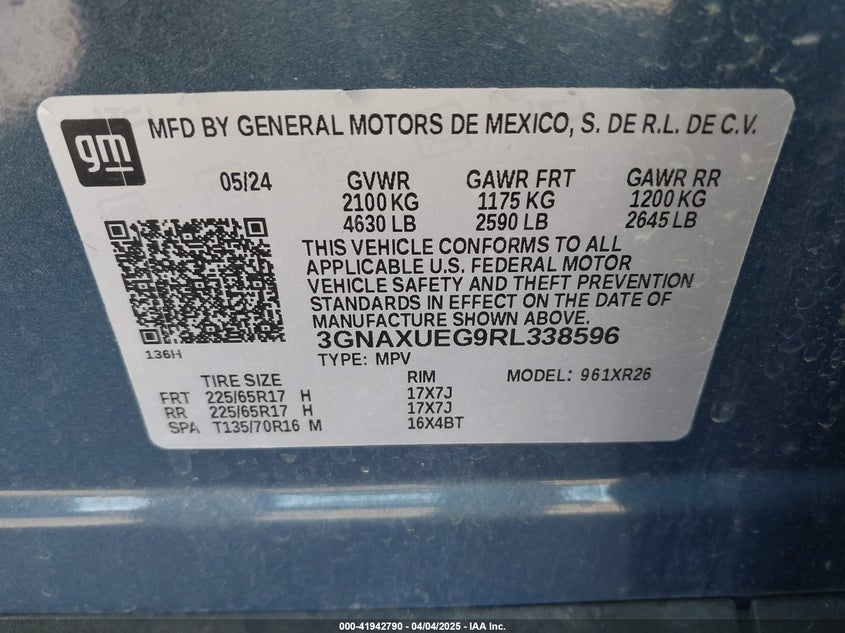 gm
MFD BY GENERAL MOTORS DE MEXICO, S. DE R.L. DE C.V.
05/24 GVWR GAWR FRT GAWR RR
2100 KG 1175 KG 1200 KG
4630 LB 2590 LB 2645 LB
THIS VEHICLE CONFORMS TO ALL
APPLICABLE U.S. FEDERAL MOTOR
VEHICLE SAFETY AND THEFT PREVENTION
STANDARDS IN EFFECT ON THE DATE OF
MANUFACTURE SHOWN ABOVE.
136H
3GNAXUEG9RL338596
TYPE: MPV
TIRE SIZE RIM MODEL: 961XR26
FRT 225/65R17 H 17X7J
RR 225/65R17 H 17X7J
SPA T135/70R16 M 16X4BT
000-41942790 - 04/04/2025 - IAA Inc.